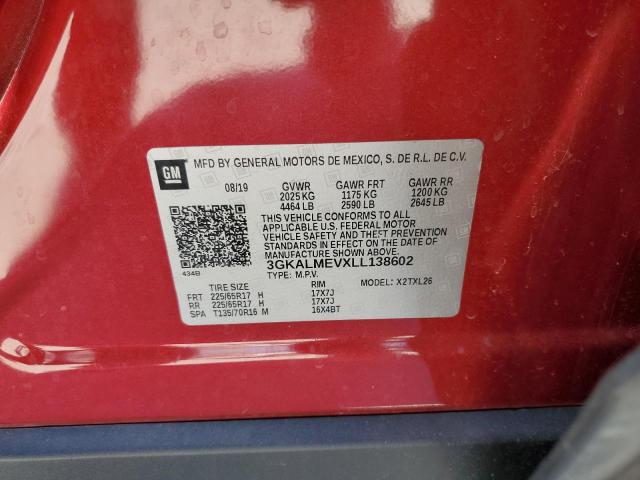 GM
MFD BY GENERAL MOTORS DE MEXICO, S. DE R.L. DE C.V.
08/19 GVWR GAWR FRT GAWR RR
2025 KG 1175 KG 1200 KG
4464 LB 2590 LB 2645 LB
THIS VEHICLE CONFORMS TO ALL
APPLICABLE U.S. FEDERAL MOTOR
VEHICLE SAFETY AND THEFT PREVENTION
STANDARDS IN EFFECT ON THE DATE OF
MANUFACTURE SHOWN ABOVE.
3GKALMEVXLL138602
434B TYPE: M.P.V. MODEL: X2TXL26
TIRE SIZE RIM
FRT 225/65R17 H 17X7J
RR 225/65R17 H 17X7J
SPA T135/70R16 M 16X4BT